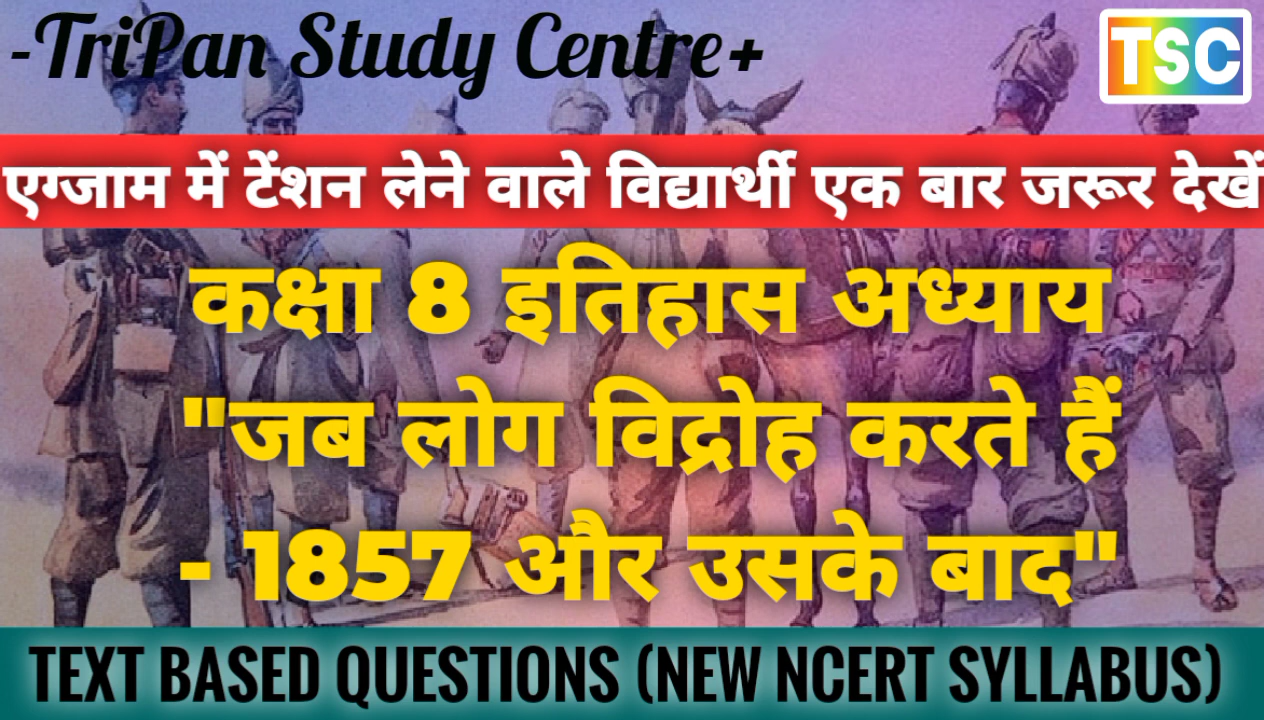 -TriPan Study Centre+
TSC
एग्जाम में टेंशन लेने वाले विद्यार्थी एक बार जरूर देखें
कक्षा 8 इतिहास अध्याय
"जब लोग विद्रोह करते हैं
- 1857 और उसके बाद"
TEXT BASED QUESTIONS (NEW NCERT SYLLABUS)